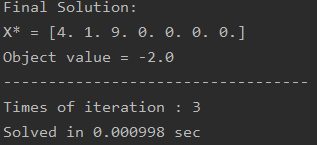 Final Solution:
X* = [4. 1. 9. 0. 0. 0. 0. 0.]
Object value = -2.0
----------------------------------
Times of iteration : 3
Solved in 0.000998 sec